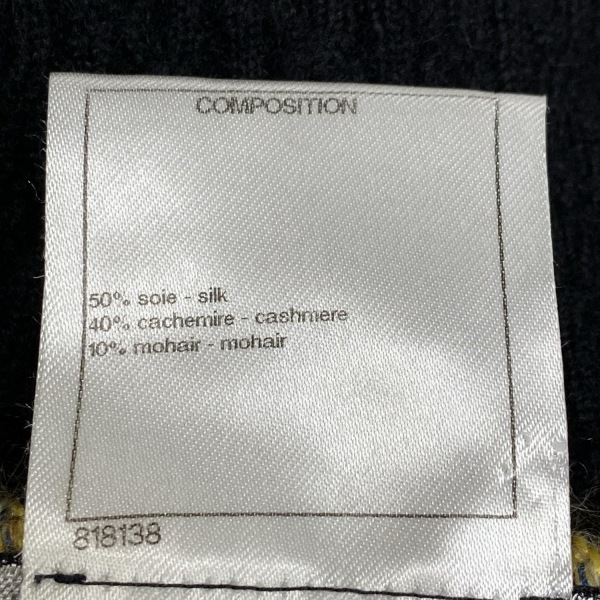 COMPOSITION
50% soie - silk
40% cachemire - cashmere
10% mohair - mohair
818138